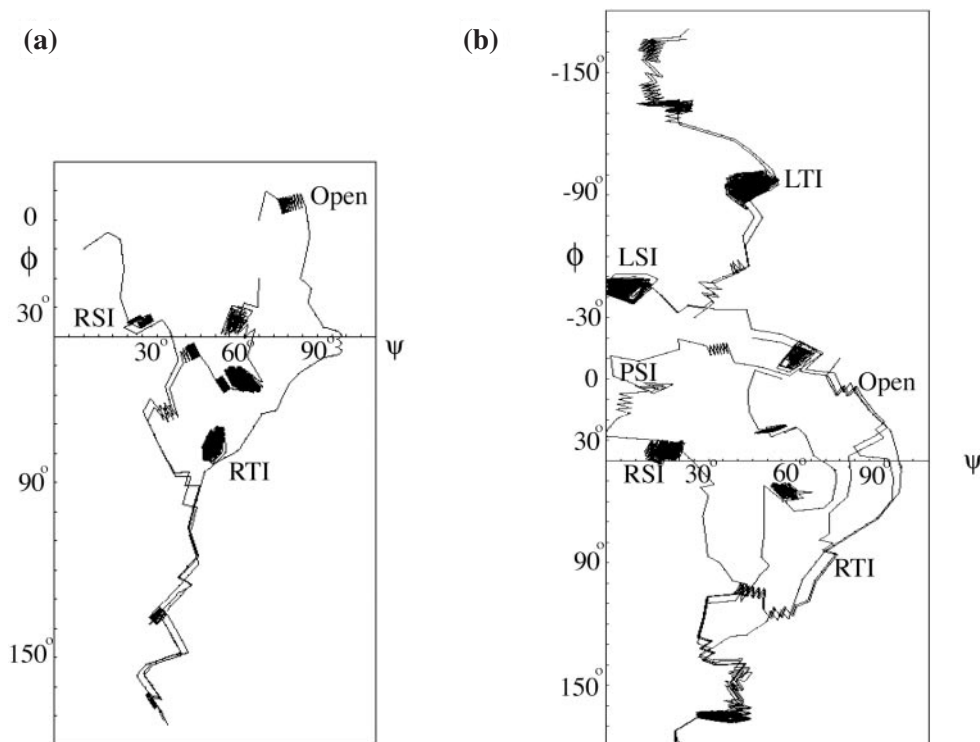 (a)
Open
0
ϕ
30°
RSI
30° 60° 90° ψ
RTI
90°
150°
(b)
-150°
LTI
-90°
ϕ LSI
-30°
PSI
0
Open
30°
RSI 30° 60° 90° ψ
90° RTI
150°